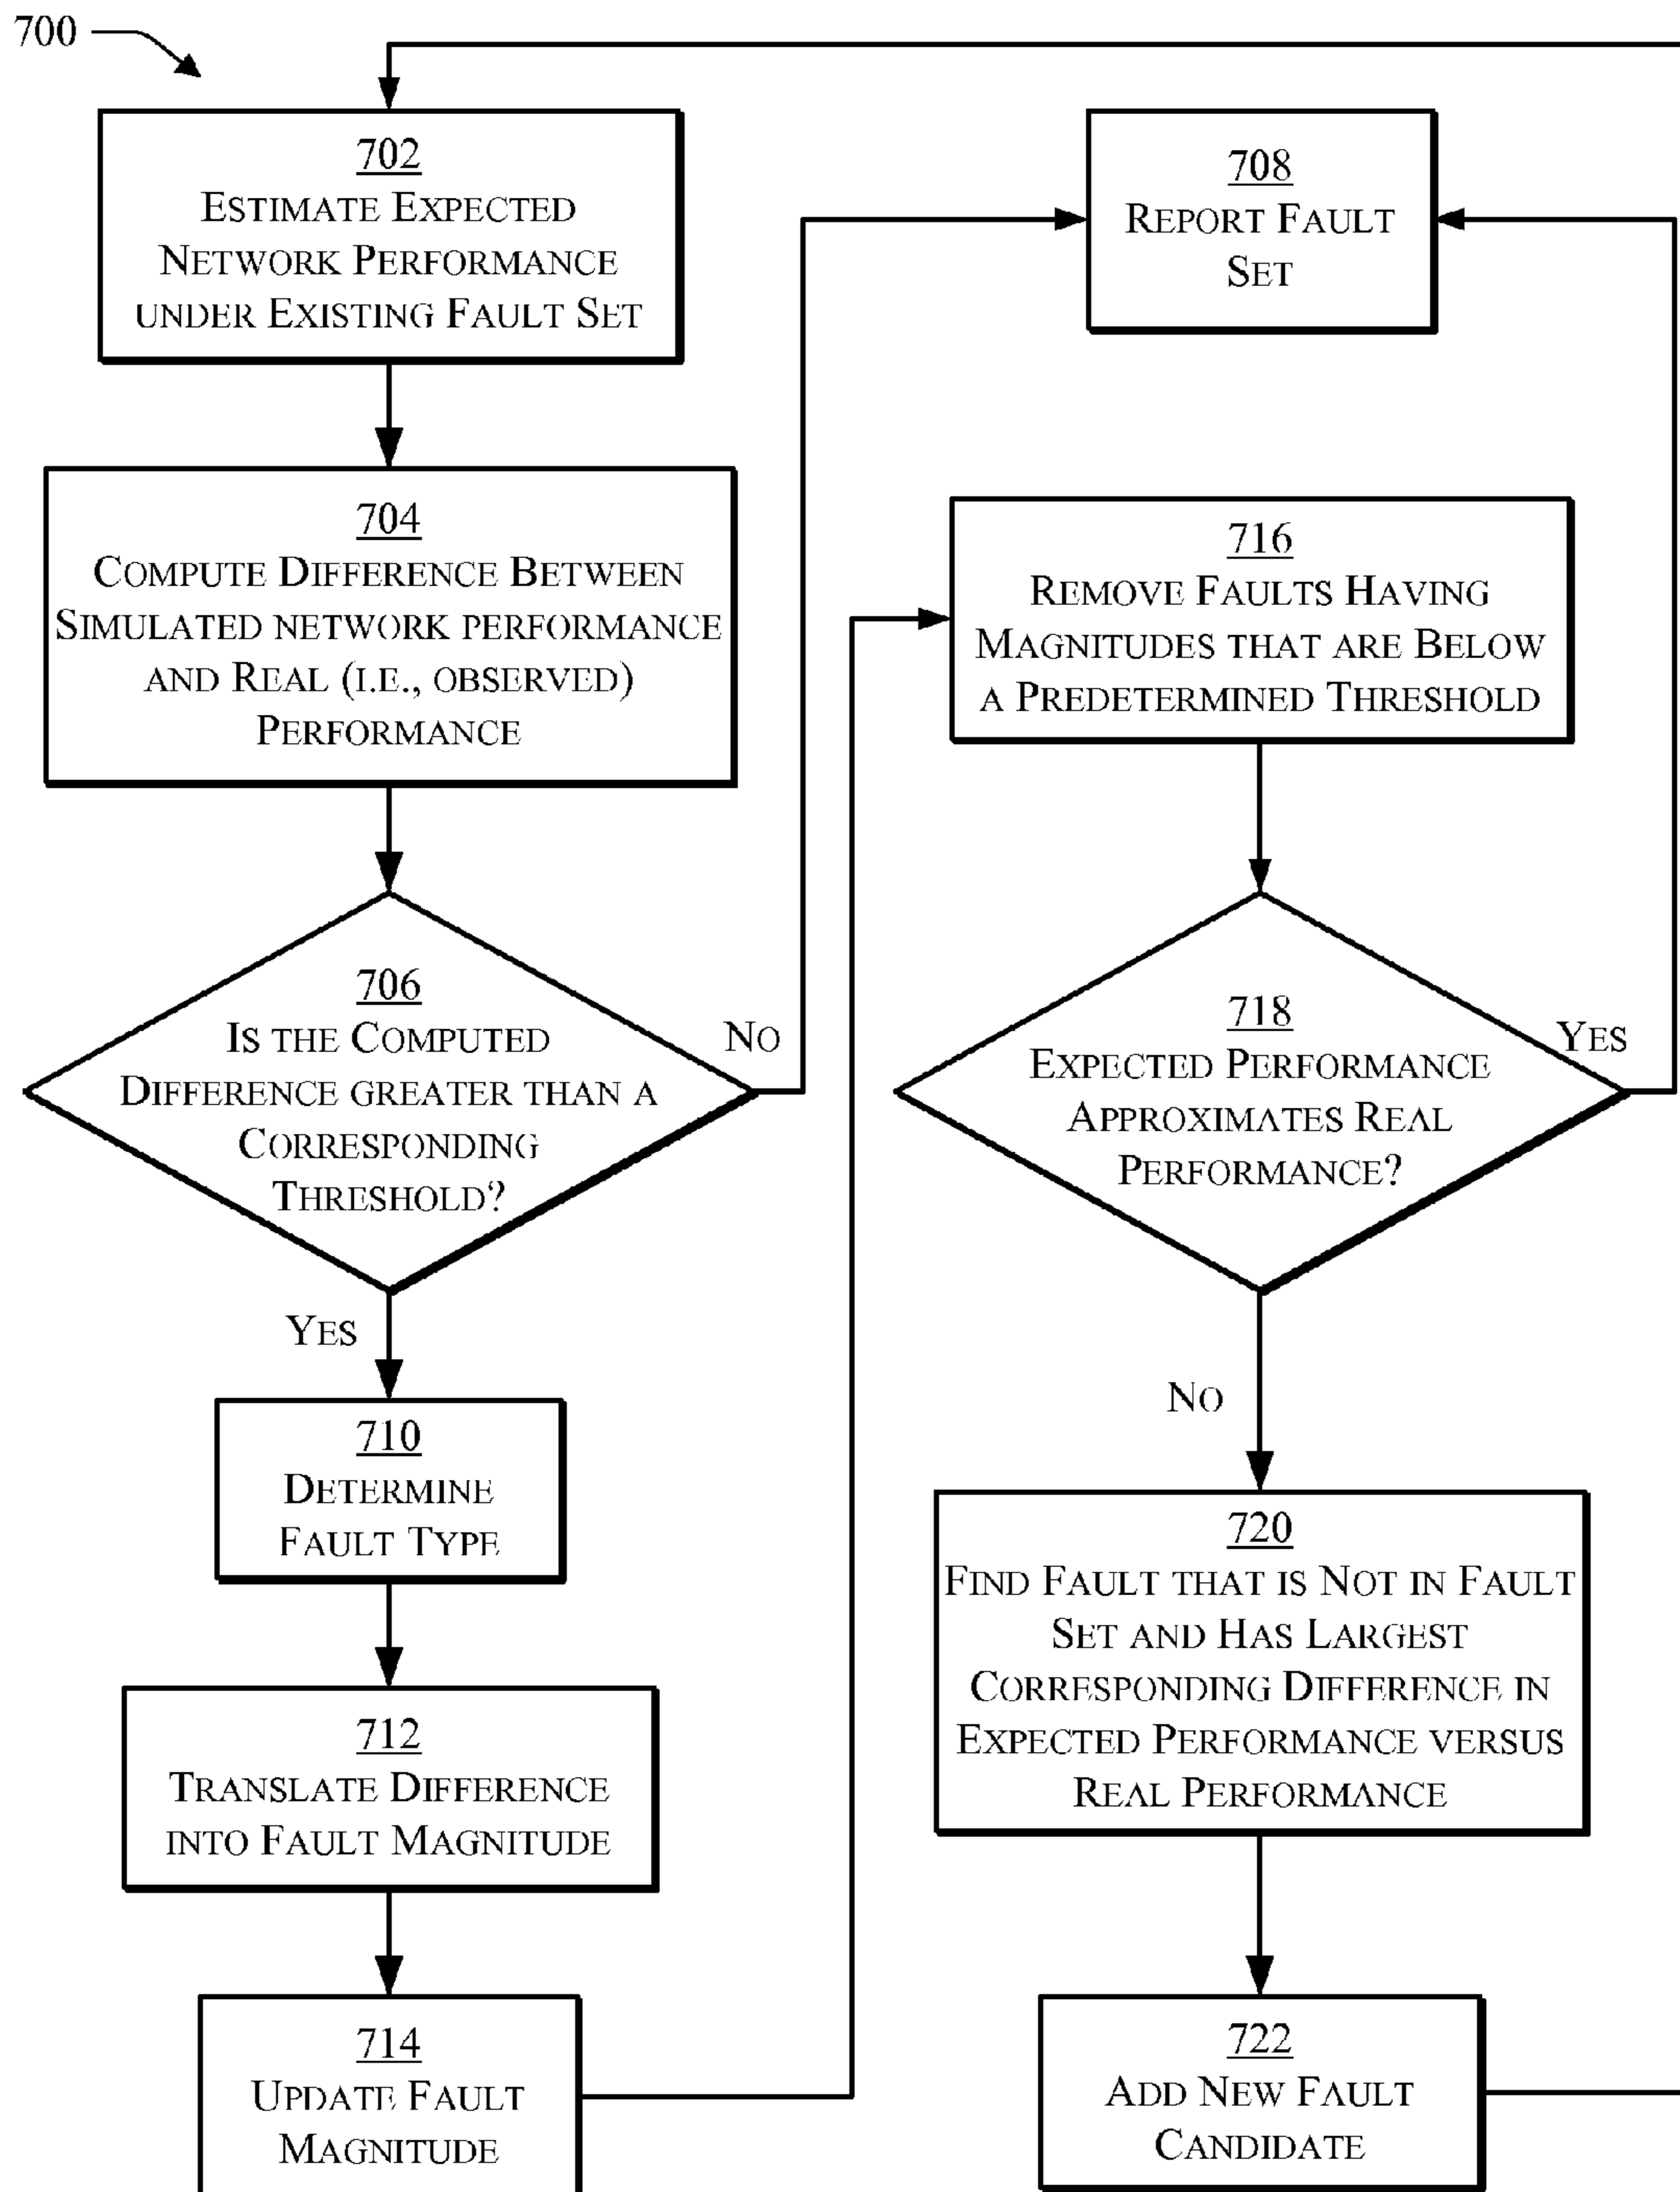 700
702
ESTIMATE EXPECTED
NETWORK PERFORMANCE
UNDER EXISTING FAULT SET
704
COMPUTE DIFFERENCE BETWEEN
SIMULATED NETWORK PERFORMANCE
AND REAL (I.E., OBSERVED)
PERFORMANCE
706
IS THE COMPUTED
DIFFERENCE GREATER THAN A
CORRESPONDING
THRESHOLD?
NO
YES
710
DETERMINE
FAULT TYPE
712
TRANSLATE DIFFERENCE
INTO FAULT MAGNITUDE
714
UPDATE FAULT
MAGNITUDE
708
REPORT FAULT
SET
716
REMOVE FAULTS HAVING
MAGNITUDES THAT ARE BELOW
A PREDETERMINED THRESHOLD
718
EXPECTED PERFORMANCE
APPROXIMATES REAL
PERFORMANCE?
YES
NO
720
FIND FAULT THAT IS NOT IN FAULT
SET AND HAS LARGEST
CORRESPONDING DIFFERENCE IN
EXPECTED PERFORMANCE VERSUS
REAL PERFORMANCE
722
ADD NEW FAULT
CANDIDATE